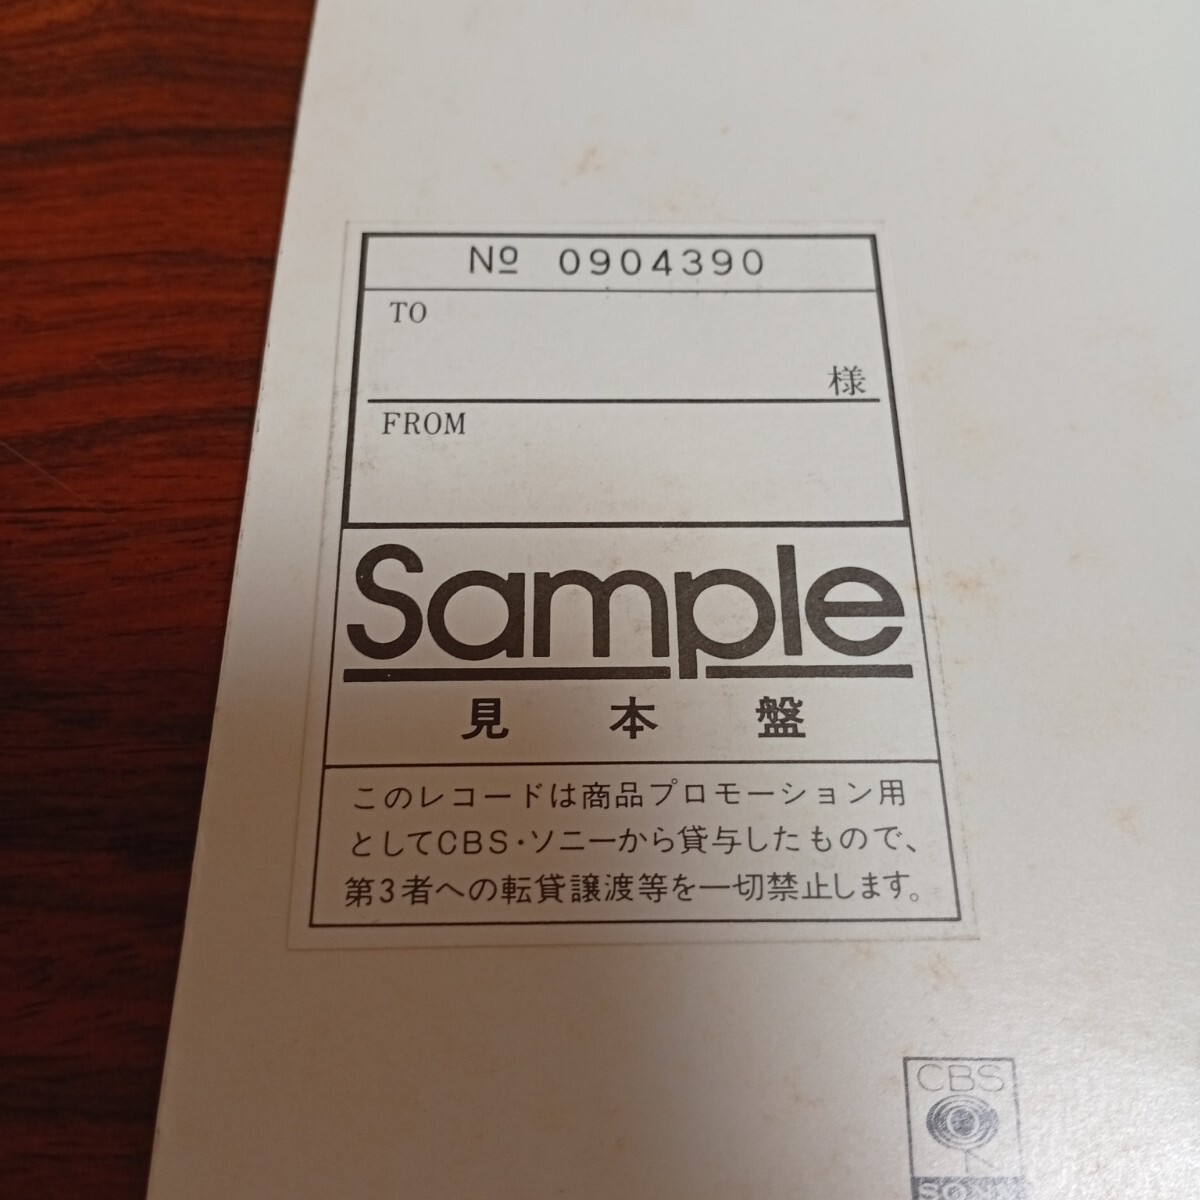 № 0904390
TO
様
FROM
Sample
見本盤
このレコードは商品プロモーション用
としてCBS・ソニーから貸与したもので、
第3者への転貸譲渡等を一切禁止します。
CBS
SONY